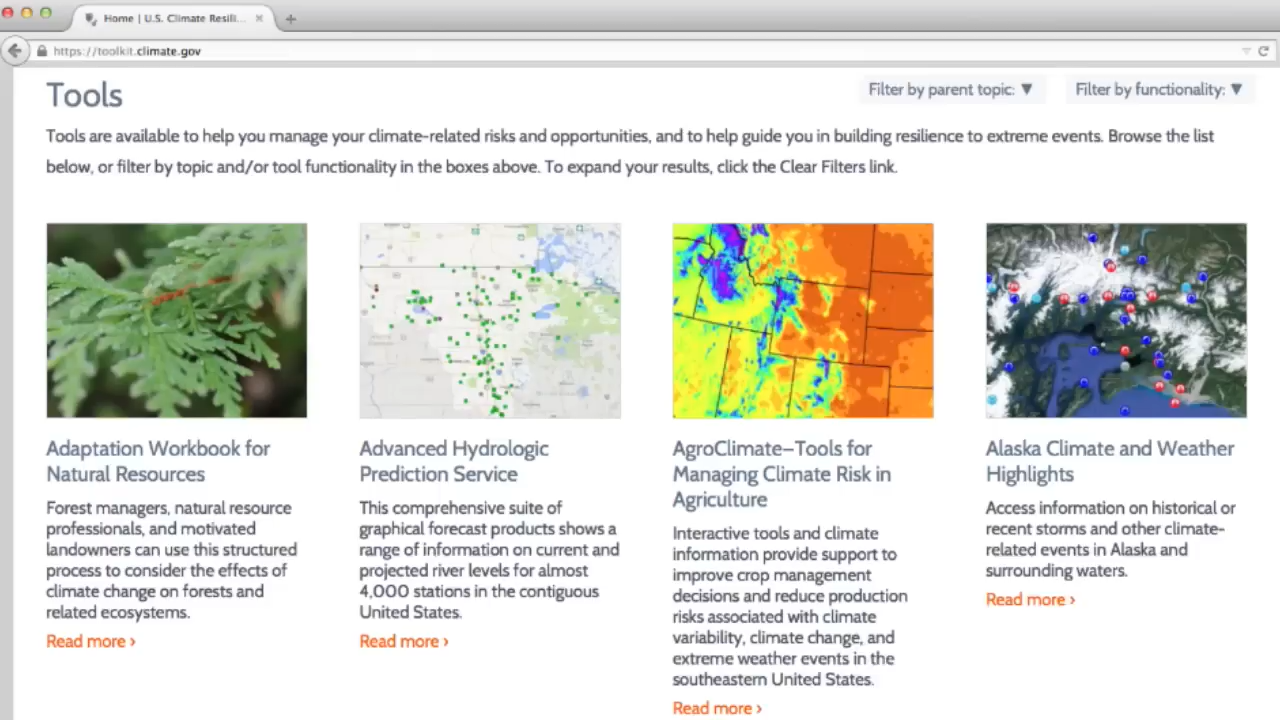 Home | U.S. Climate Resili...
https://toolkit.climate.gov
Tools
Filter by parent topic: ▼
Filter by functionality: ▼
Tools are available to help you manage your climate-related risks and opportunities, and to help guide you in building resilience to extreme events. Browse the list
below, or filter by topic and/or tool functionality in the boxes above. To expand your results, click the Clear Filters link.
Adaptation Workbook for
Natural Resources
Forest managers, natural resource
professionals, and motivated
landowners can use this structured
process to consider the effects of
climate change on forests and
related ecosystems.
Read more ›
Advanced Hydrologic
Prediction Service
This comprehensive suite of
graphical forecast products shows a
range of information on current and
projected river levels for almost
4,000 stations in the contiguous
United States.
Read more ›
AgroClimate–Tools for
Managing Climate Risk in
Agriculture
Interactive tools and climate
information provide support to
improve crop management
decisions and reduce production
risks associated with climate
variability, climate change, and
extreme weather events in the
southeastern United States.
Read more ›
Alaska Climate and Weather
Highlights
Access information on historical or
recent storms and other climate-
related events in Alaska and
surrounding waters.
Read more ›